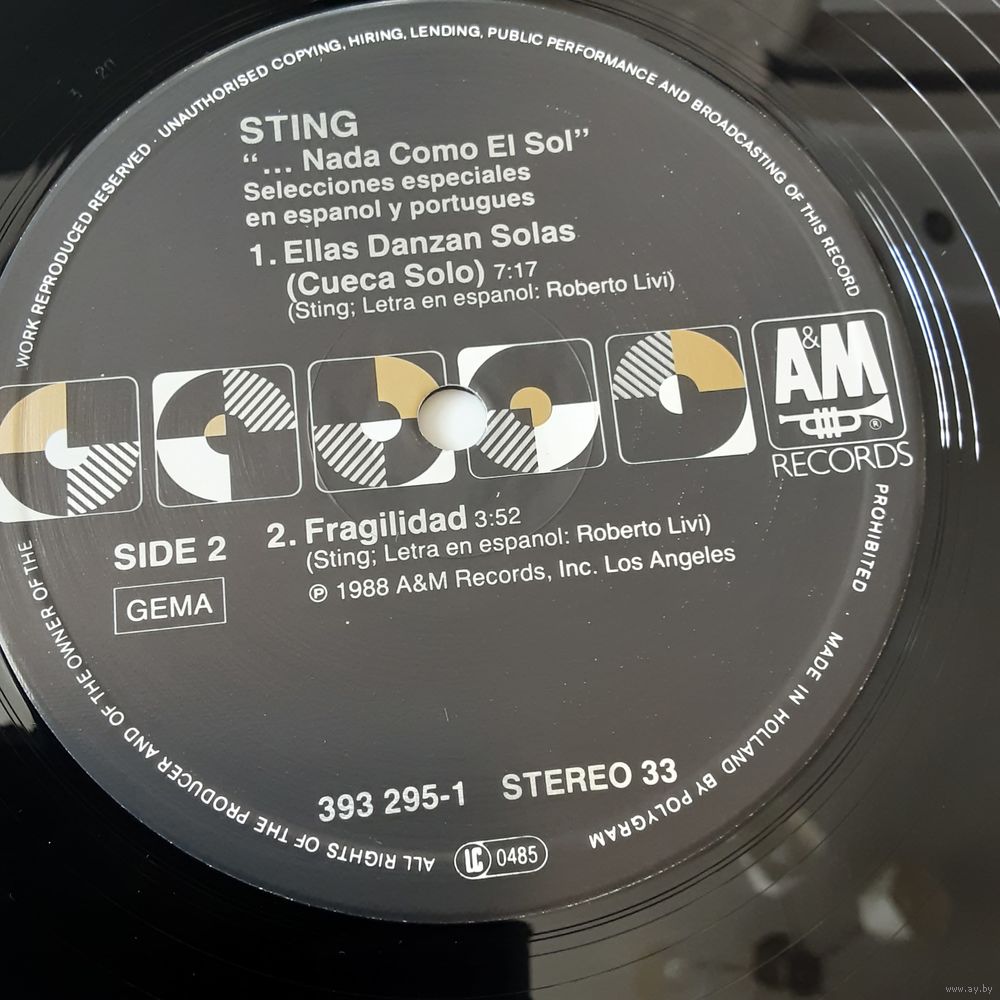 STING
“... Nada Como El Sol”
Selecciones especiales
en espanol y portugues
1. Ellas Danzan Solas
(Cueca Solo) 7:17
(Sting; Letra en espanol: Roberto Livi)
A&M
®
RECORDS
SIDE 2
GEMA
2. Fragilidad 3:52
(Sting; Letra en espanol: Roberto Livi)
℗ 1988 A&M Records, Inc. Los Angeles
393 295-1 STEREO 33
LC 0485
ALL RIGHTS OF THE PRODUCER AND OF THE OWNER OF THE WORK REPRODUCED RESERVED · UNAUTHORISED COPYING, HIRING, LENDING, PUBLIC PERFORMANCE AND BROADCASTING OF THIS RECORD PROHIBITED · MADE IN HOLLAND BY POLYGRAM
www.ay.by